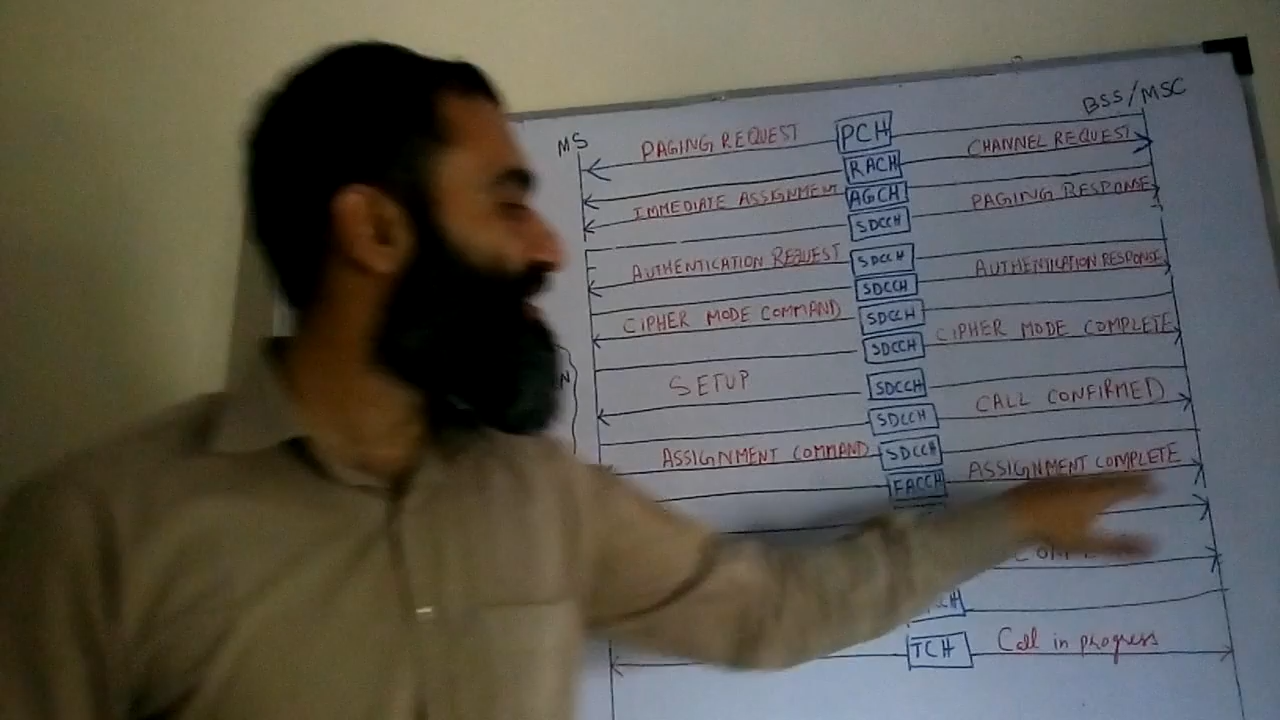 MS BSS/MSC
PAGING REQUEST PCH
RACH CHANNEL REQUEST
IMMEDIATE ASSIGNMENT AGCH
SDCCH PAGING RESPONSE
AUTHENTICATION REQUEST SDCCH
SDCCH AUTHENTICATION RESPONSE
CIPHER MODE COMMAND SDCCH
SDCCH CIPHER MODE COMPLETE
SETUP SDCCH
SDCCH CALL CONFIRMED
ASSIGNMENT COMMAND SDCCH
FACCH ASSIGNMENT COMPLETE
TCH Call in progress